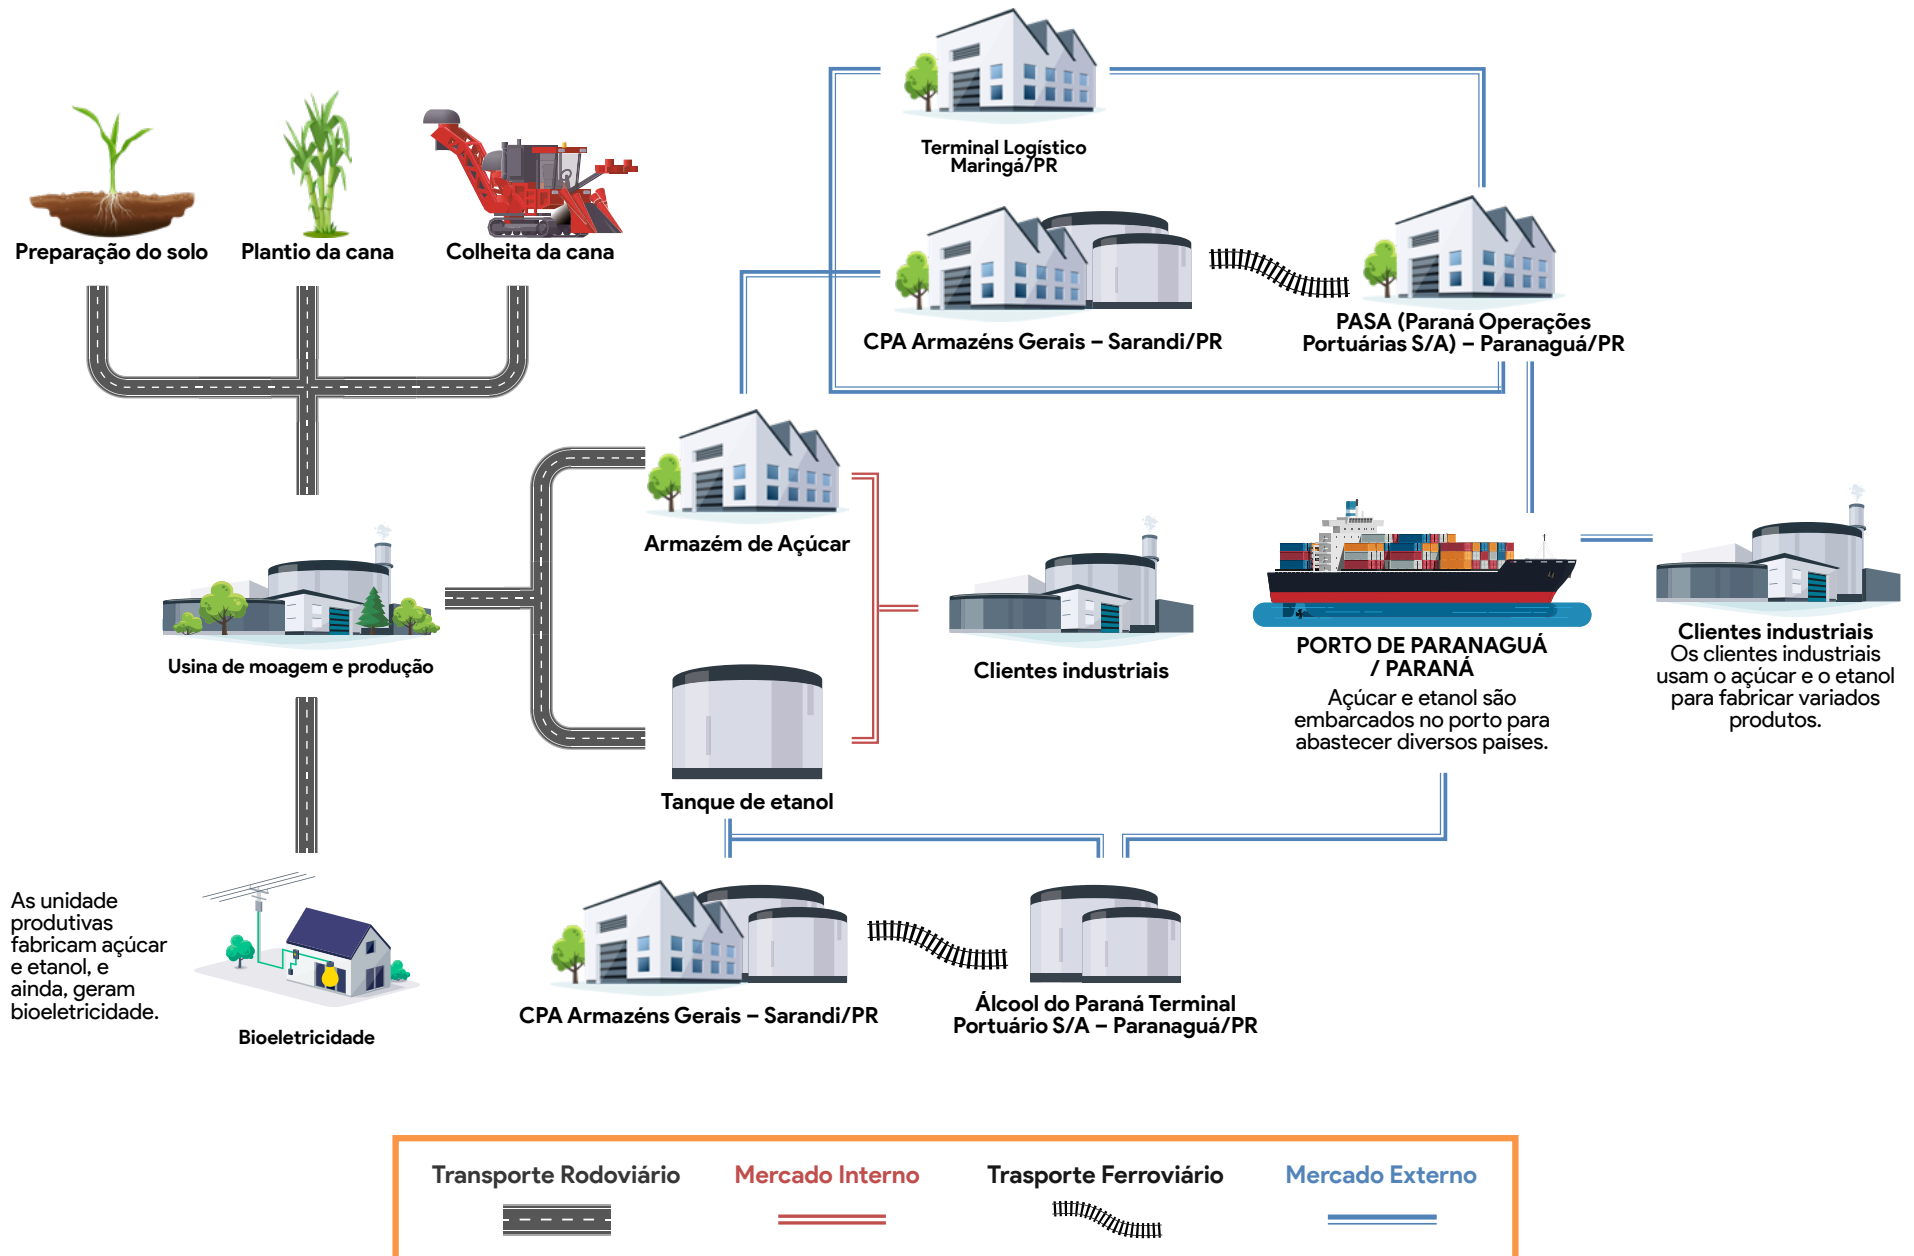 Terminal Logístico
Maringá/PR
Preparação do solo
Plantio da cana
Colheita da cana
CPA Armazéns Gerais – Sarandi/PR
PASA (Paraná Operações
Portuárias S/A) – Paranaguá/PR
Armazém de Açúcar
Usina de moagem e produção
Clientes industriais
PORTO DE PARANAGUÁ
/ PARANÁ
Açúcar e etanol são
embarcados no porto para
abastecer diversos países.
Clientes industriais
Os clientes industriais
usam o açúcar e o etanol
para fabricar variados
produtos.
Tanque de etanol
As unidade
produtivas
fabricam açúcar
e etanol, e
ainda, geram
bioeletricidade.
Bioeletricidade
CPA Armazéns Gerais – Sarandi/PR
Álcool do Paraná Terminal
Portuário S/A – Paranaguá/PR
Transporte Rodoviário
Mercado Interno
Trasporte Ferroviário
Mercado Externo